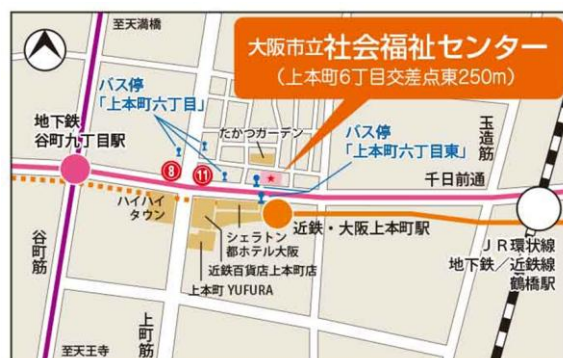 至天満橋
大阪市立社会福祉センター
(上本町6丁目交差点東250m)
バス停
「上本町六丁目」
地下鉄
谷町九丁目駅
たかつガーデン
バス停
「上本町六丁目東」
玉造筋
8
11
千日前通
ハイハイ
タウン
シェラトン
都ホテル大阪
近鉄・大阪上本町駅
近鉄百貨店上本町店
上本町 YUFURA
JR環状線
地下鉄/近鉄線
鶴橋駅
谷町筋
上町筋
至天王寺